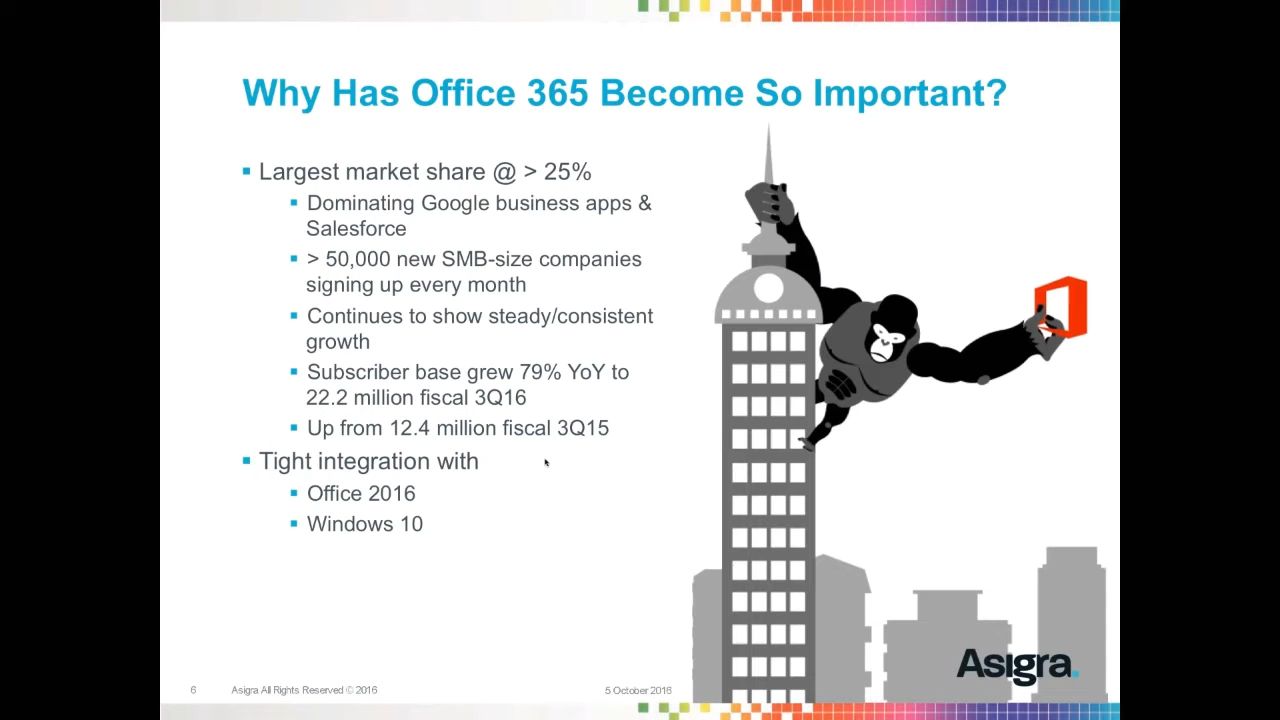 Why Has Office 365 Become So Important?
Largest market share @ > 25%
Dominating Google business apps &
Salesforce
> 50,000 new SMB-size companies
signing up every month
Continues to show steady/consistent
growth
Subscriber base grew 79% YoY to
22.2 million fiscal 3Q16
Up from 12.4 million fiscal 3Q15
Tight integration with
Office 2016
Windows 10
Asigra.
6 Asigra All Rights Reserved © 2016 5 October 2016